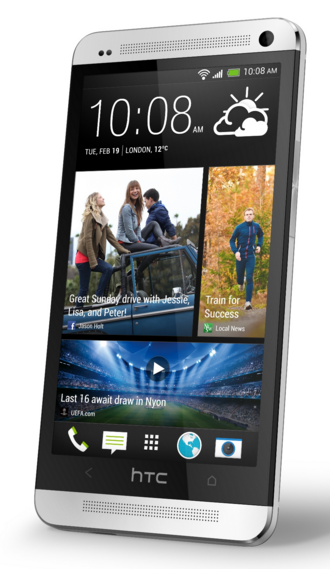 10:08 AM
10:08 AM
TUE, FEB 19 | LONDON, 12°C
Great Sunday drive with Jessie,
Lisa, and Peter!
f Jason Holt
Train for
Success
Local News
Last 16 await draw in Nyon
UEFA.com
hTC